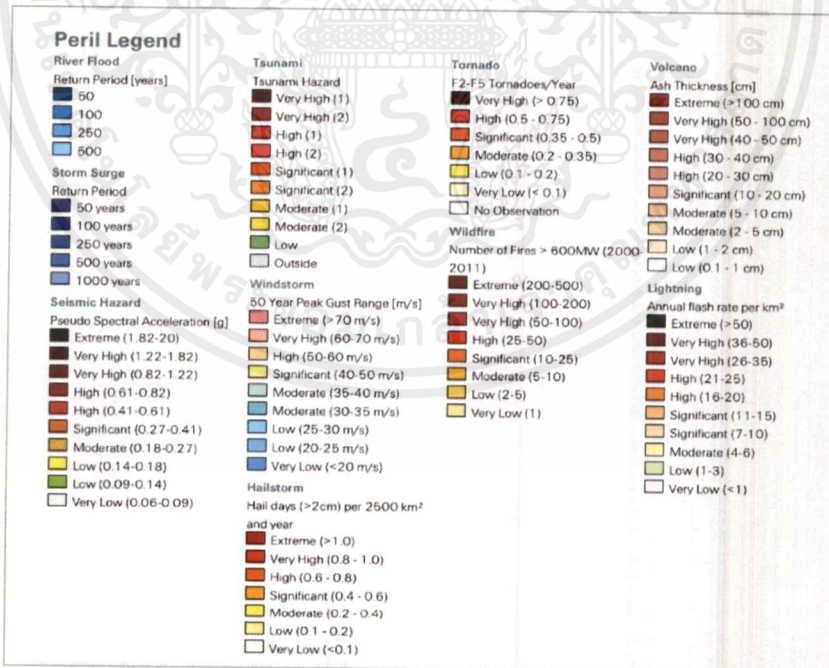 Peril Legend
River Flood
Return Period [years]
50
100
250
500
Storm Surge
Return Period
50 years
100 years
250 years
500 years
1000 years
Seismic Hazard
Pseudo Spectral Acceleration [g]
Extreme (1.82-20)
Very High (1.22-1.82)
Very High (0.82-1.22)
High (0.61-0.82)
High (0.41-0.61)
Significant (0.27-0.41)
Moderate (0.18-0.27)
Low (0.14-0.18)
Low (0.09-0.14)
Very Low (0.06-0.09)
Tsunami
Tsunami Hazard
Very High (1)
Very High (2)
High (1)
High (2)
Significant (1)
Significant (2)
Moderate (1)
Moderate (2)
Low
Outside
Windstorm
50 Year Peak Gust Range [m/s]
Extreme (>70 m/s)
Very High (60-70 m/s)
High (50-60 m/s)
Significant (40-50 m/s)
Moderate (35-40 m/s)
Moderate (30-35 m/s)
Low (25-30 m/s)
Low (20-25 m/s)
Very Low (<20 m/s)
Hailstorm
Hail days (>2cm) per 2500 km²
and year
Extreme (>1.0)
Very High (0.8 - 1.0)
High (0.6 - 0.8)
Significant (0.4 - 0.6)
Moderate (0.2 - 0.4)
Low (0.1 - 0.2)
Very Low (<0.1)
Tornado
F2-F5 Tornadoes/Year
Very High (> 0.75)
High (0.5 - 0.75)
Significant (0.35 - 0.5)
Moderate (0.2 - 0.35)
Low (0.1 - 0.2)
Very Low (< 0.1)
No Observation
Wildfire
Number of Fires > 600MW (2000-
2011)
Extreme (200-500)
Very High (100-200)
Very High (50-100)
High (25-50)
Significant (10-25)
Moderate (5-10)
Low (2-5)
Very Low (1)
Volcano
Ash Thickness [cm]
Extreme (>100 cm)
Very High (50 - 100 cm)
Very High (40 - 50 cm)
High (30 - 40 cm)
High (20 - 30 cm)
Significant (10 - 20 cm)
Moderate (5 - 10 cm)
Moderate (2 - 5 cm)
Low (1 - 2 cm)
Low (0.1 - 1 cm)
Lightning
Annual flash rate per km²
Extreme (>50)
Very High (36-50)
Very High (26-35)
High (21-25)
High (16-20)
Significant (11-15)
Significant (7-10)
Moderate (4-6)
Low (1-3)
Very Low (<1)